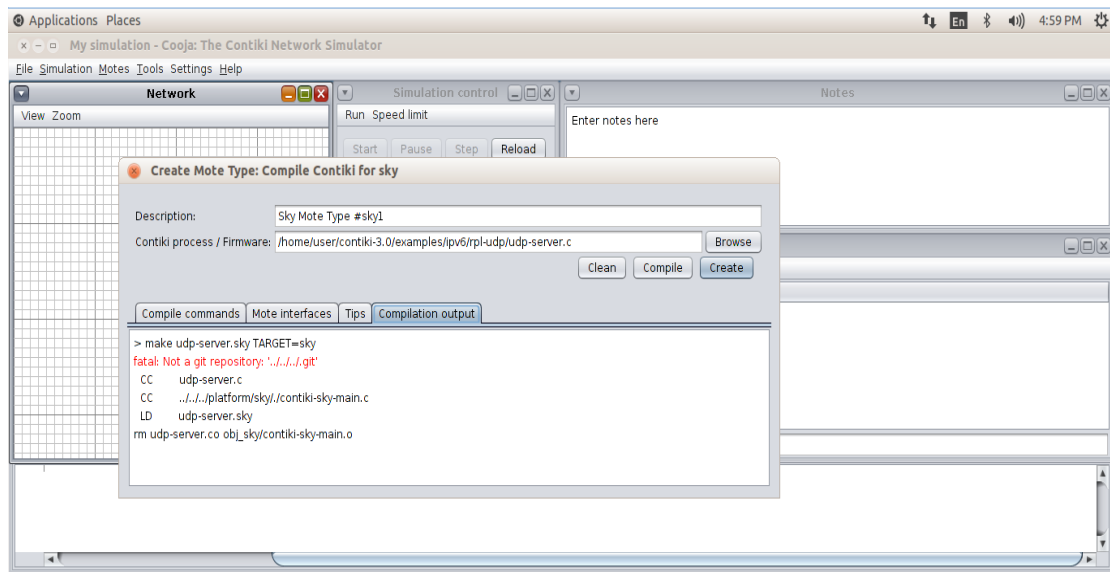 Applications Places
En
4:59 PM
My simulation - Cooja: The Contiki Network Simulator
File Simulation Motes Tools Settings Help
Network
Simulation control
Notes
View Zoom
Run Speed limit
Enter notes here
Start Pause Step Reload
Create Mote Type: Compile Contiki for sky
Description: Sky Mote Type #sky1
Contiki process / Firmware: /home/user/contiki-3.0/examples/ipv6/rpl-udp/udp-server.c Browse
Clean Compile Create
Compile commands Mote interfaces Tips Compilation output
> make udp-server.sky TARGET=sky
fatal: Not a git repository: '../../../.git'
CC udp-server.c
CC ../../../platform/sky/./contiki-sky-main.c
LD udp-server.sky
rm udp-server.co obj_sky/contiki-sky-main.o